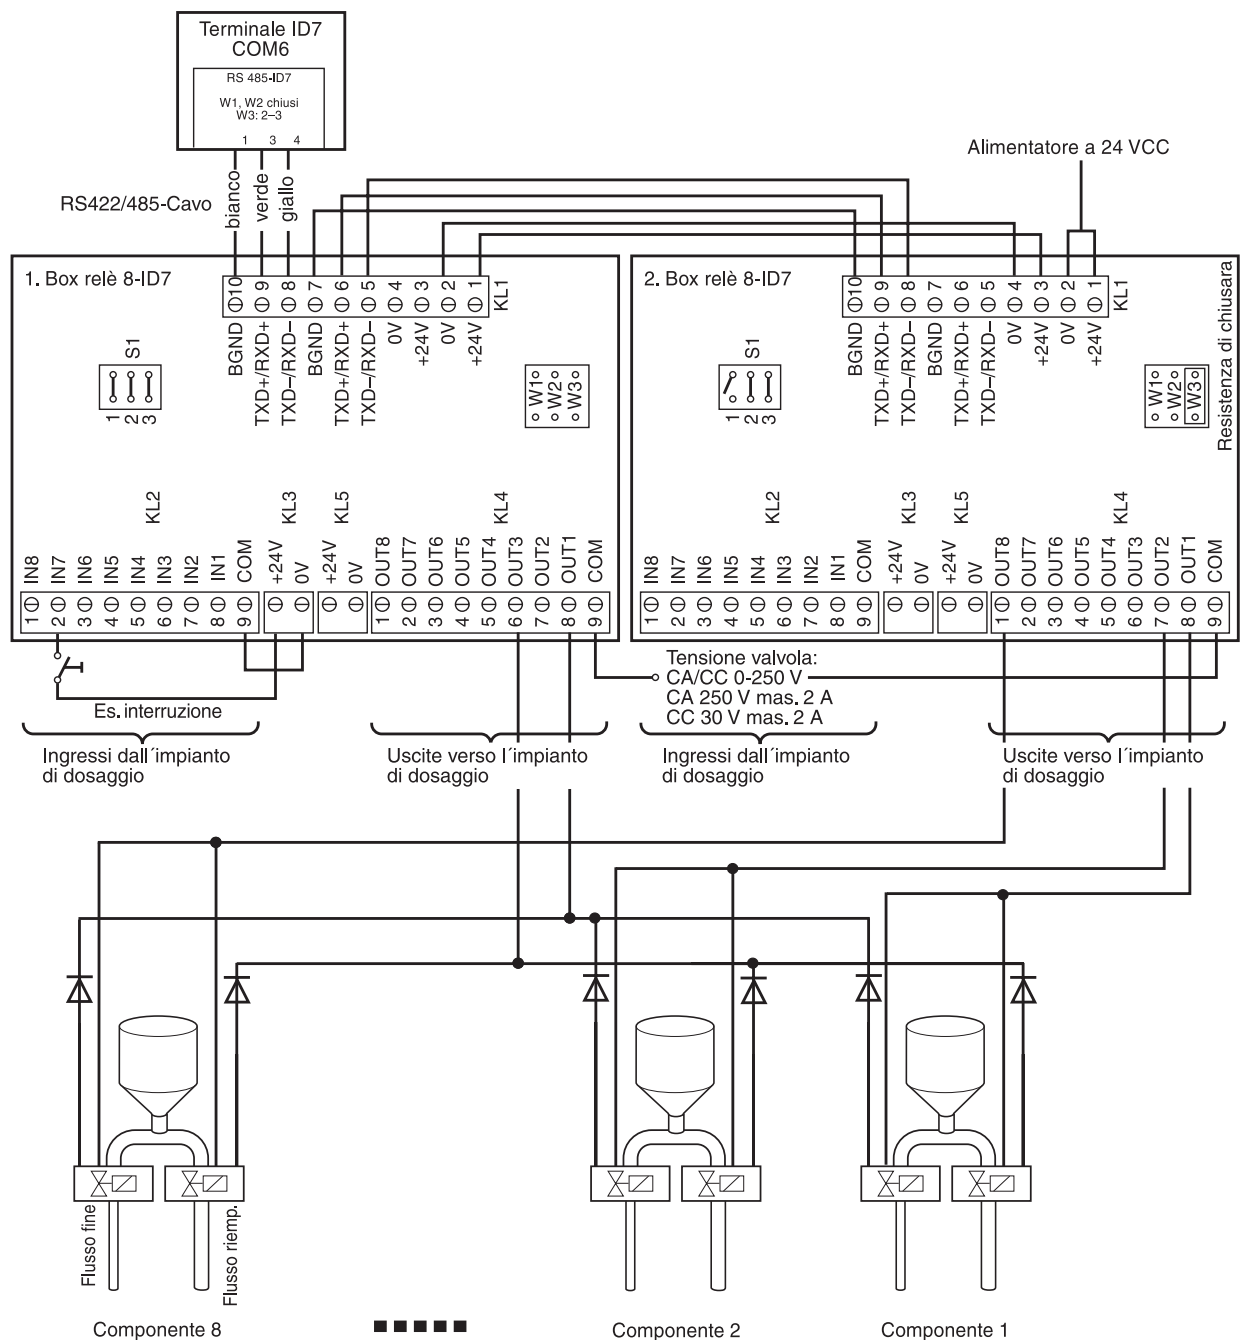 Terminale ID7
COM6
RS 485-ID7
W1, W2 chiusi
W3: 2–3
1 3 4
Alimentatore a 24 VCC
RS422/485-Cavo
bianco
verde
giallo
1. Box relè 8-ID7
10 9 8 7 6 5 4 3 2 1
KL1
BGND
TXD+/RXD+
TXD–/RXD–
BGND
TXD+/RXD+
TXD–/RXD–
0V
+24V
0V
+24V
S1
1 2 3
W1
W2
W3
KL2
KL3
KL5
KL4
IN8
IN7
IN6
IN5
IN4
IN3
IN2
IN1
COM
+24V
0V
+24V
0V
OUT8
OUT7
OUT6
OUT5
OUT4
OUT3
OUT2
OUT1
COM
1 2 3 4 5 6 7 8 9
1 2 3 4 5 6 7 8 9
2. Box relè 8-ID7
10 9 8 7 6 5 4 3 2 1
KL1
BGND
TXD+/RXD+
TXD–/RXD–
BGND
TXD+/RXD+
TXD–/RXD–
0V
+24V
0V
+24V
Resistenza di chiusara
S1
1 2 3
W1
W2
W3
KL2
KL3
KL5
KL4
IN8
IN7
IN6
IN5
IN4
IN3
IN2
IN1
COM
+24V
0V
+24V
0V
OUT8
OUT7
OUT6
OUT5
OUT4
OUT3
OUT2
OUT1
COM
1 2 3 4 5 6 7 8 9
1 2 3 4 5 6 7 8 9
Es. interruzione
Tensione valvola:
CA/CC 0-250 V
CA 250 V mas. 2 A
CC 30 V mas. 2 A
Ingressi dall´impianto
di dosaggio
Uscite verso l´impianto
di dosaggio
Ingressi dall´impianto
di dosaggio
Uscite verso l´impianto
di dosaggio
Flusso fine
Flusso riemp.
Componente 8
Componente 2
Componente 1